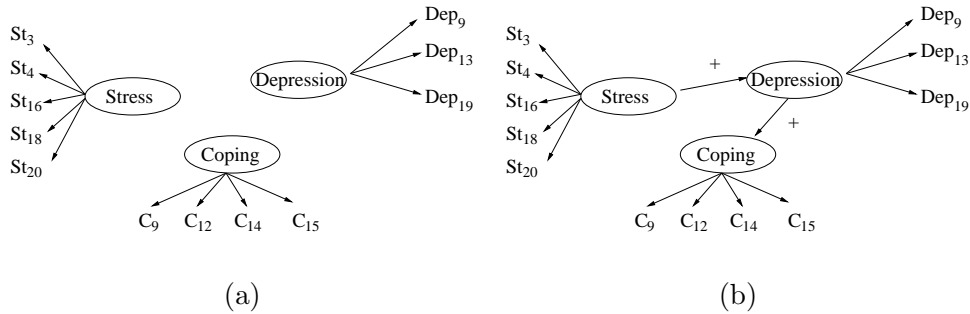 St3
St4
St16
St18
St20
Stress
Depression
Dep9
Dep13
Dep19
Coping
C9 C12 C14 C15
(a)
St3
St4
St16
St18
St20
Stress
+
Depression
Dep9
Dep13
Dep19
+
Coping
C9 C12 C14 C15
(b)